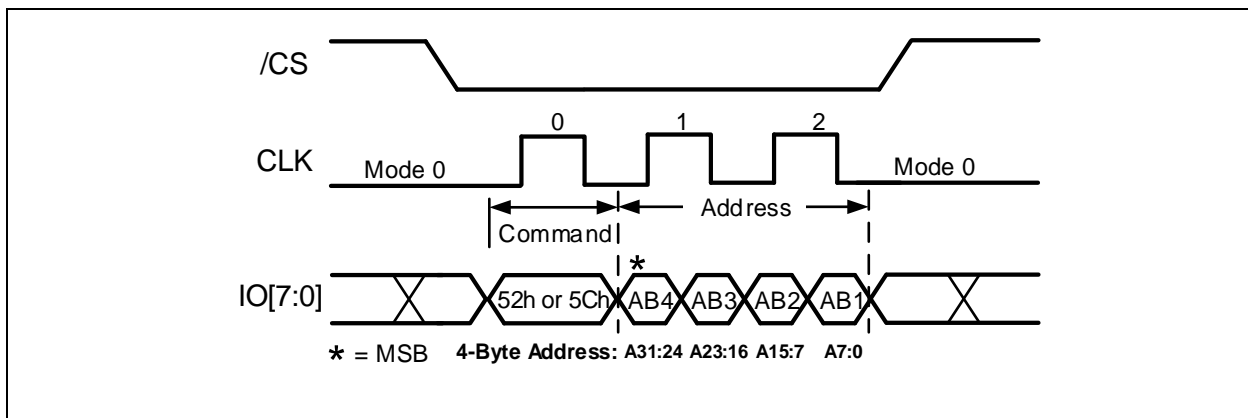 /CS
0 1 2
CLK
Mode 0 Mode 0
Address
Command
*
IO[7:0] 52h or 5Ch AB4 AB3 AB2 AB1
* = MSB 4-Byte Address: A31:24 A23:16 A15:7 A7:0